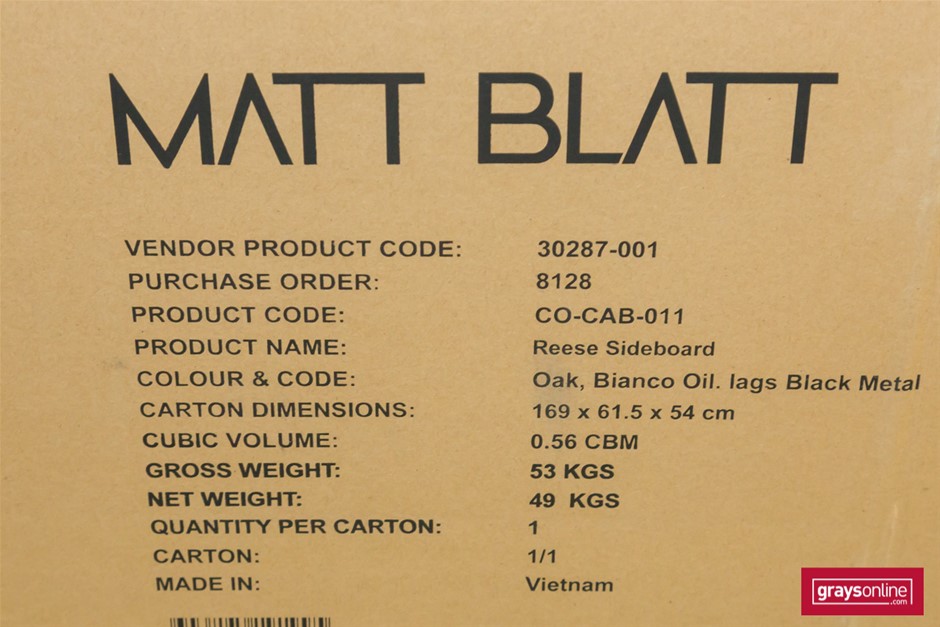 MATT BLATT
VENDOR PRODUCT CODE: 30287-001
PURCHASE ORDER: 8128
PRODUCT CODE: CO-CAB-011
PRODUCT NAME: Reese Sideboard
COLOUR & CODE: Oak, Bianco Oil. lags Black Metal
CARTON DIMENSIONS: 169 x 61.5 x 54 cm
CUBIC VOLUME: 0.56 CBM
GROSS WEIGHT: 53 KGS
NET WEIGHT: 49 KGS
QUANTITY PER CARTON: 1
CARTON: 1/1
MADE IN: Vietnam
graysonline
.com